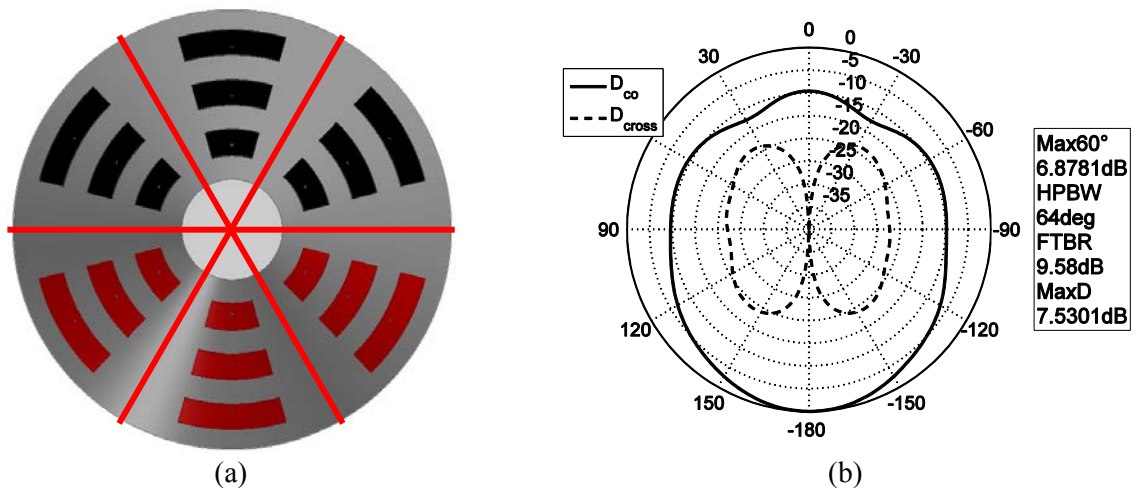 0
30
0
-30
-5
-10
-15
-20
-25
-30
-35
-60
90
-90
120
-120
150
-150
-180
D_co
D_cross
Max60°
6.8781dB
HPBW
64deg
FTBR
9.58dB
MaxD
7.5301dB
(a)
(b)